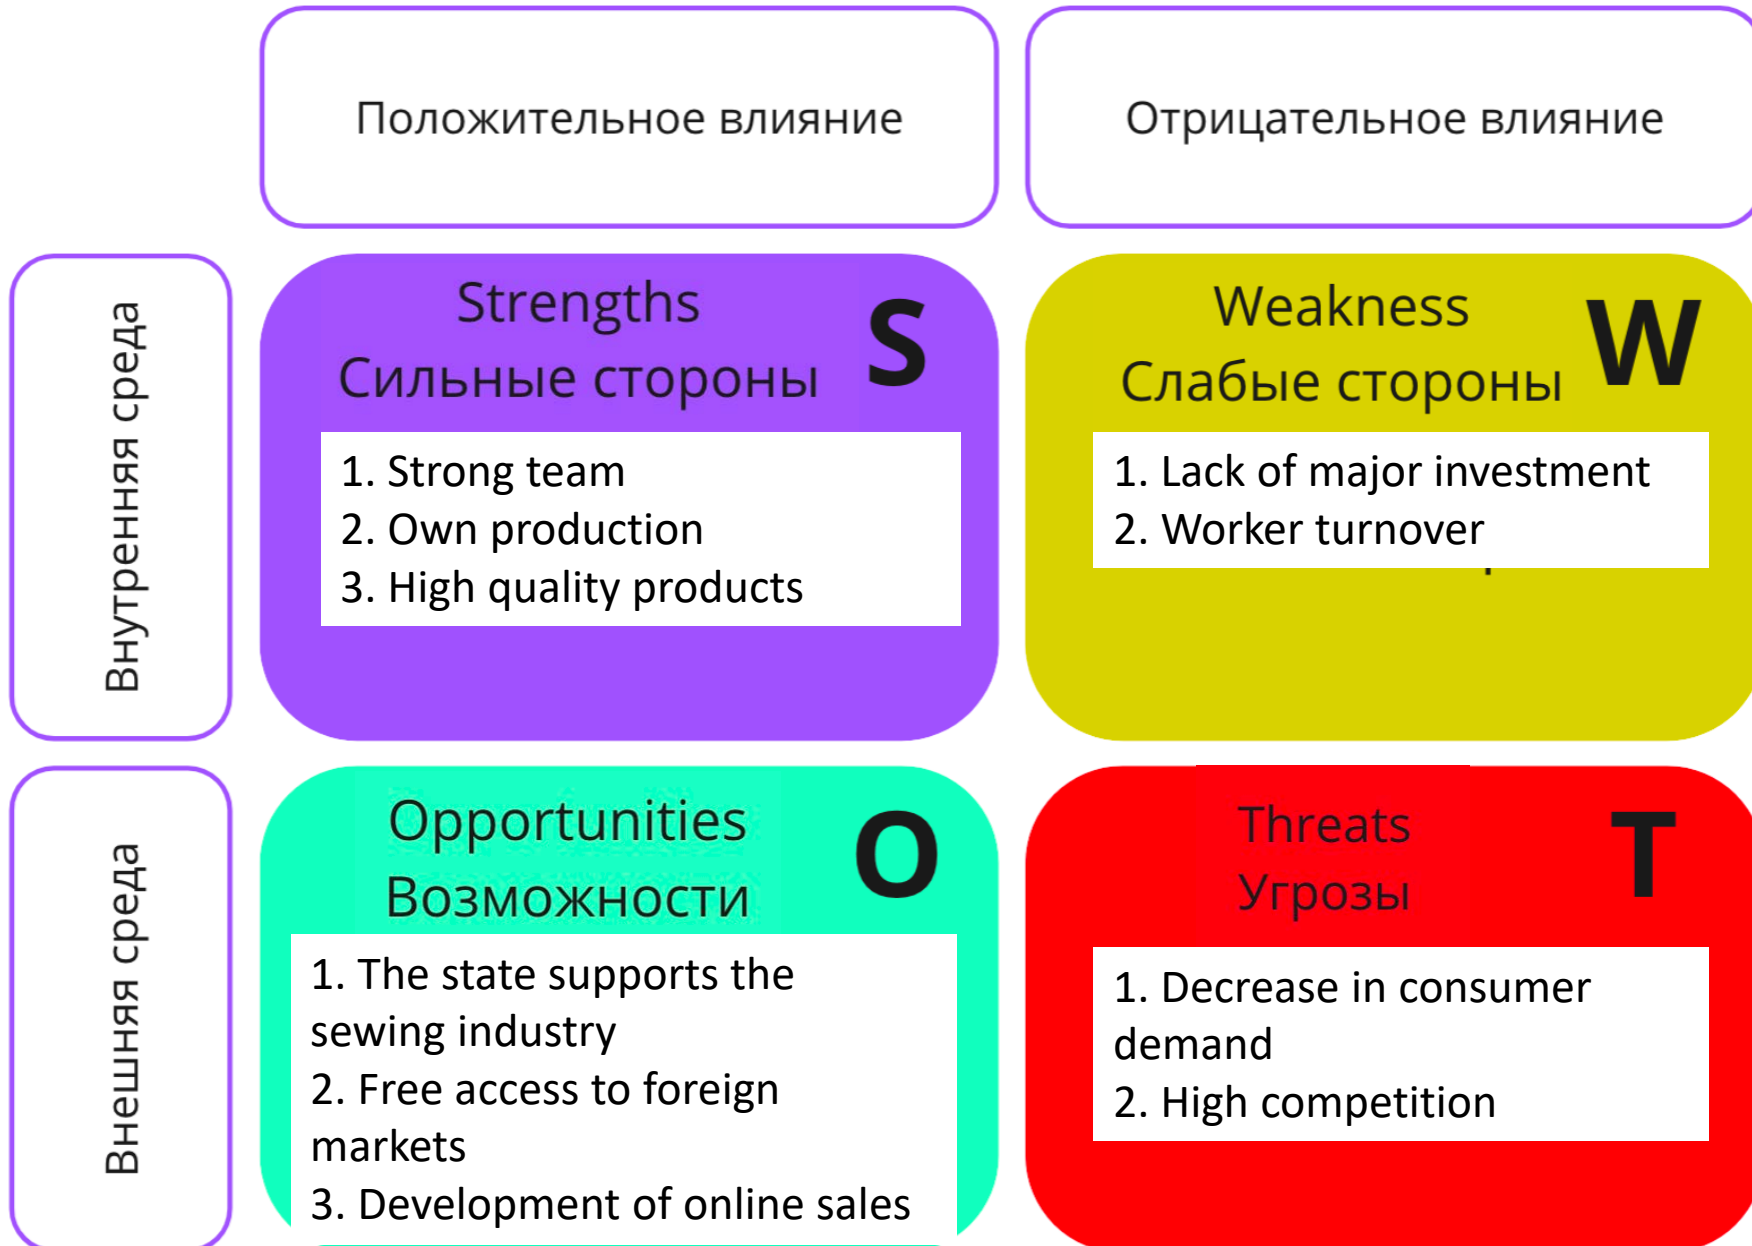 Положительное влияние
Отрицательное влияние
Внутренняя среда
Strengths
Сильные стороны
S
1. Strong team
2. Own production
3. High quality products
Weakness
Слабые стороны
W
1. Lack of major investment
2. Worker turnover
Внешняя среда
Opportunities
Возможности
O
1. The state supports the
sewing industry
2. Free access to foreign
markets
3. Development of online sales
Threats
Угрозы
T
1. Decrease in consumer
demand
2. High competition